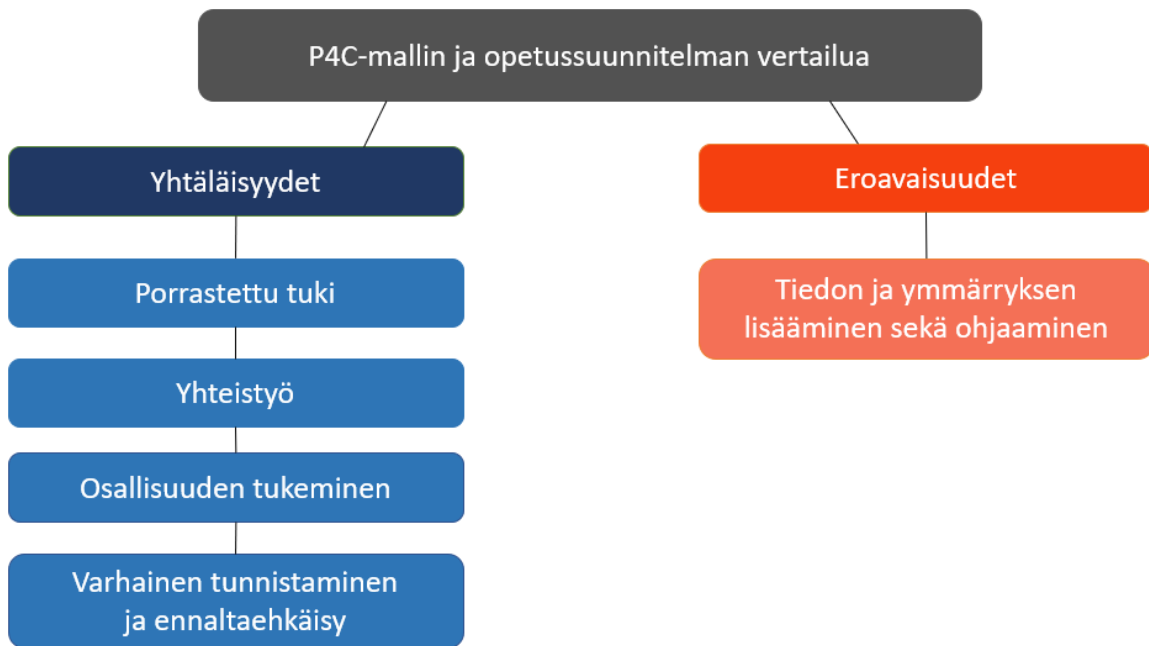 P4C-mallin ja opetussuunnitelman vertailua
Yhtäläisyydet
Porrastettu tuki
Yhteistyö
Osallisuuden tukeminen
Varhainen tunnistaminen
ja ennaltaehkäisy
Eroavaisuudet
Tiedon ja ymmärryksen
lisääminen sekä ohjaaminen